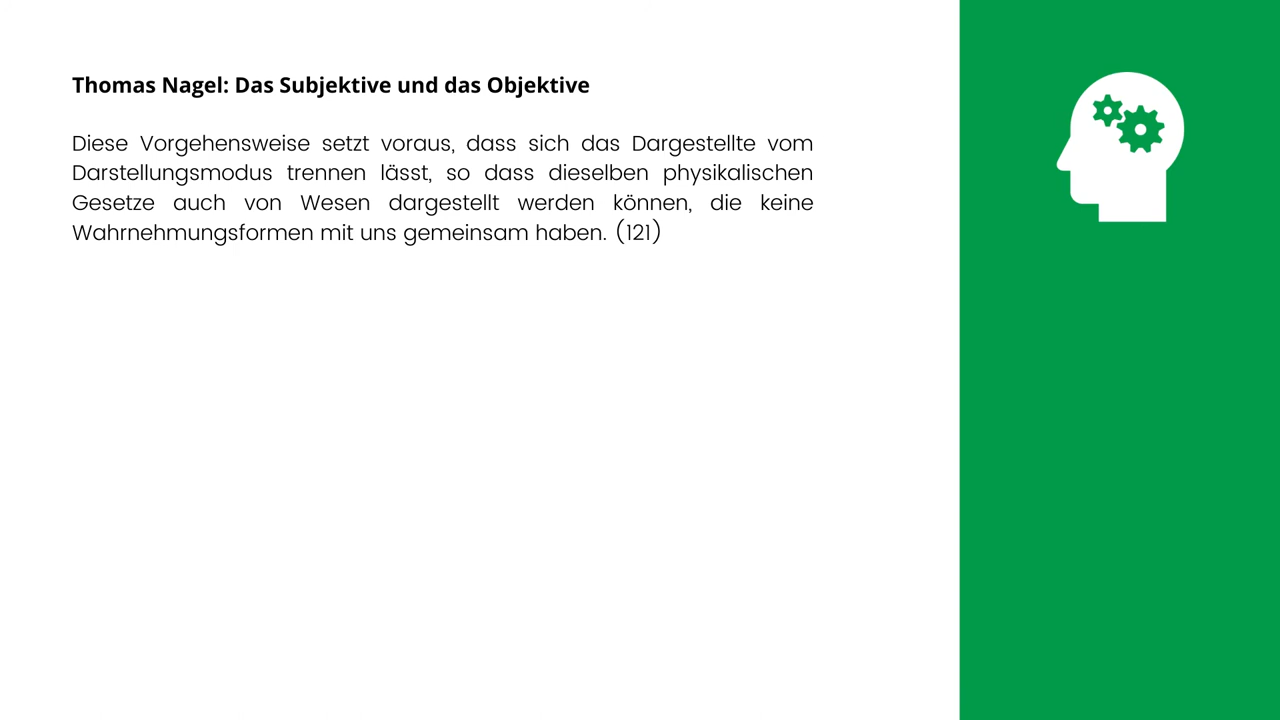 Thomas Nagel: Das Subjektive und das Objektive
Diese Vorgehensweise setzt voraus, dass sich das Dargestellte vom
Darstellungsmodus trennen lässt, so dass dieselben physikalischen
Gesetze auch von Wesen dargestellt werden können, die keine
Wahrnehmungsformen mit uns gemeinsam haben. (121)